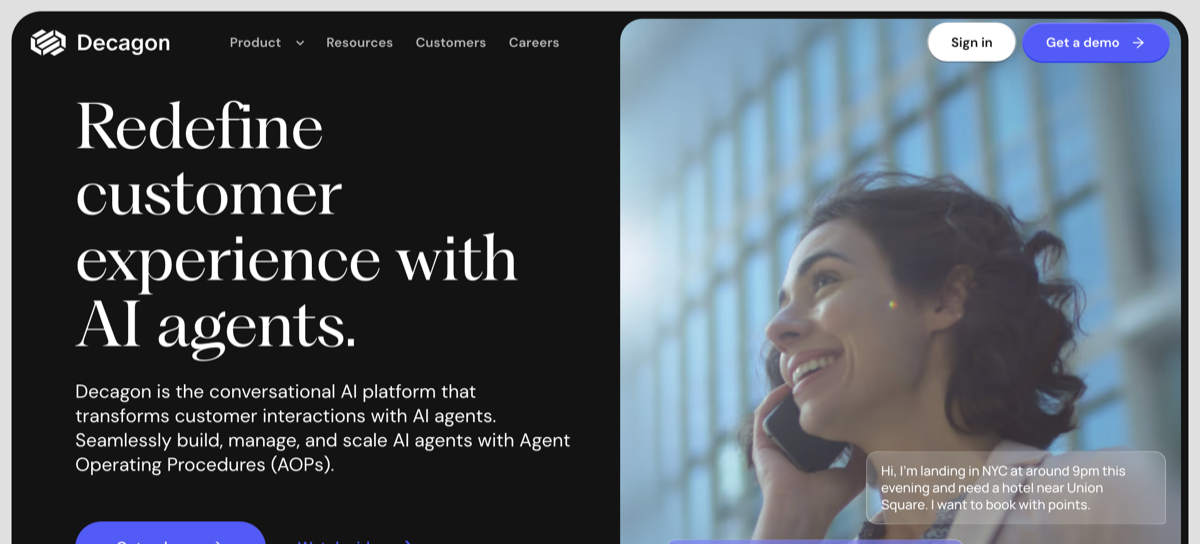 Decagon
Product
Resources
Customers
Careers
Sign in
Get a demo
Redefine
customer
experience with
AI agents.
Decagon is the conversational AI platform that
transforms customer interactions with AI agents.
Seamlessly build, manage, and scale AI agents with Agent
Operating Procedures (AOPs).
Hi, I'm landing in NYC at around 9pm this
evening and need a hotel near Union
Square. I want to book with points.